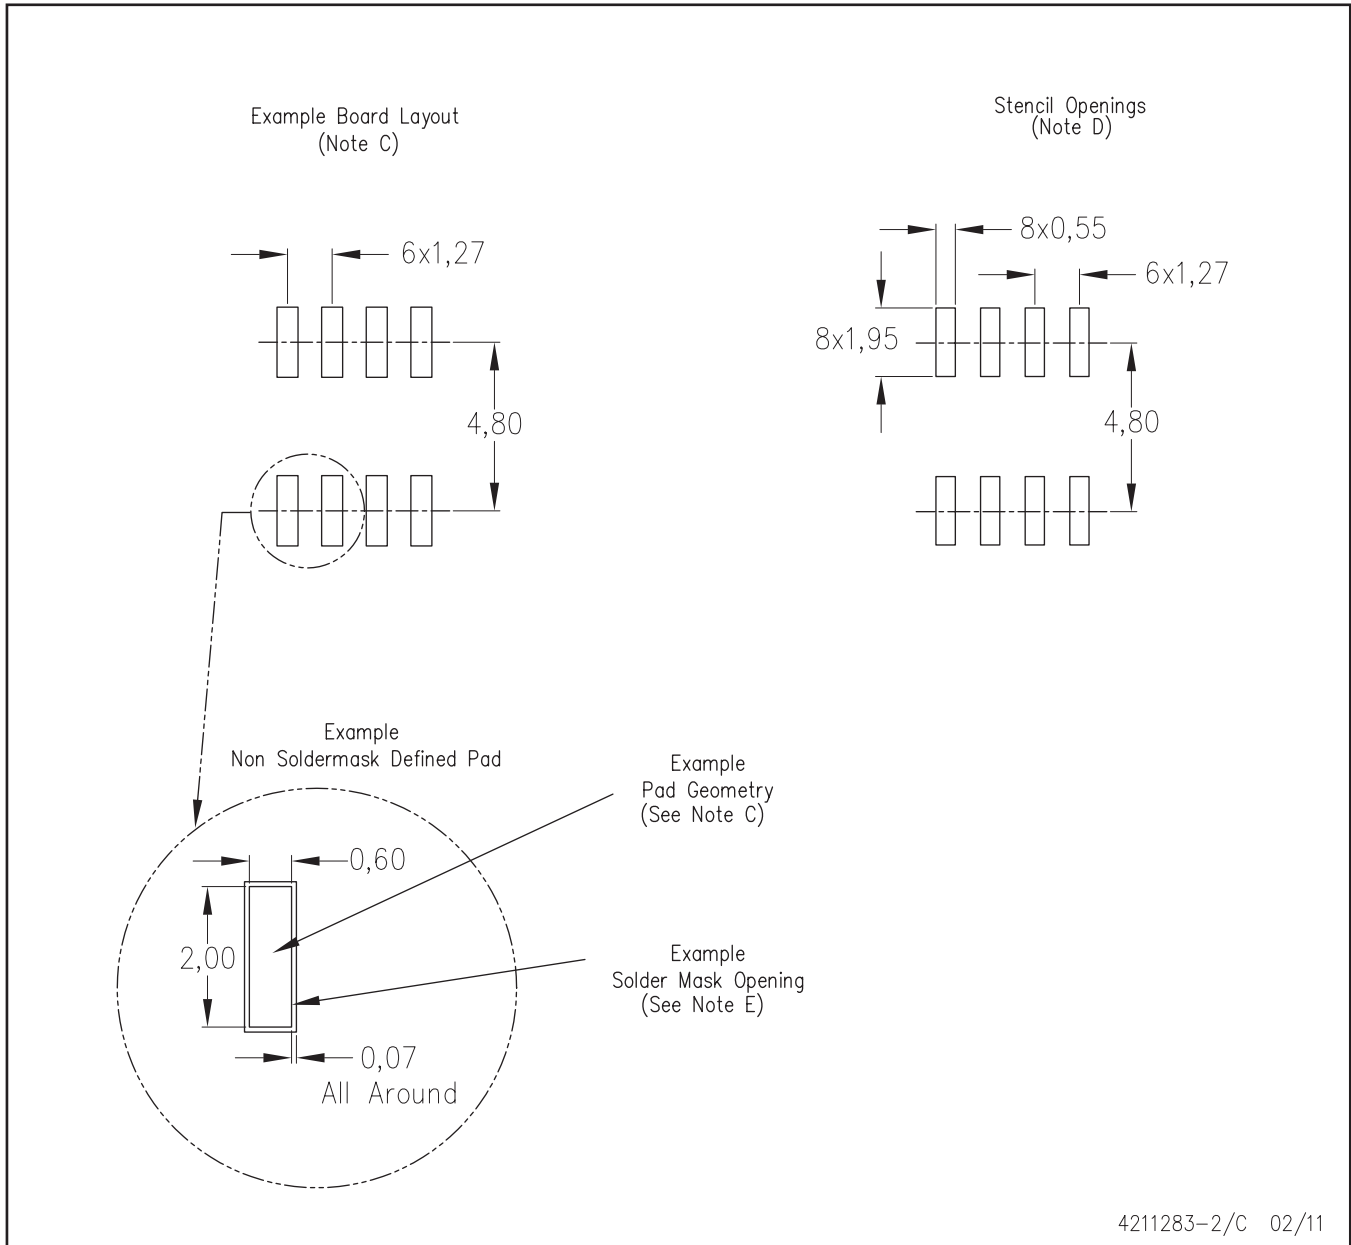 Example Board Layout
(Note C)
Stencil Openings
(Note D)
6x1,27
4,80
8x0,55
6x1,27
8x1,95
4,80
Example
Non Soldermask Defined Pad
Example
Pad Geometry
(See Note C)
0,60
2,00
Example
Solder Mask Opening
(See Note E)
0,07
All Around
4211283-2/C 02/11